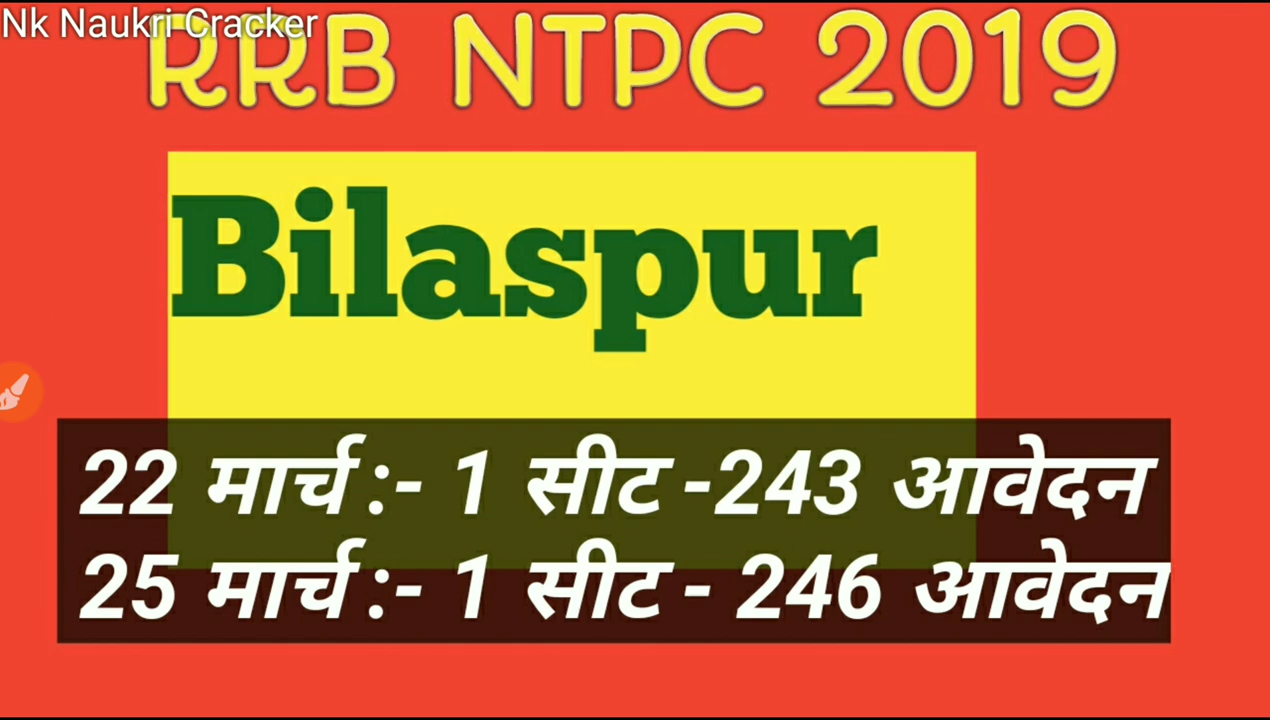 Nk Naukri Cracker
RRB NTPC 2019
Bilaspur
22 मार्च :- 1 सीट -243 आवेदन
25 मार्च :- 1 सीट - 246 आवेदन